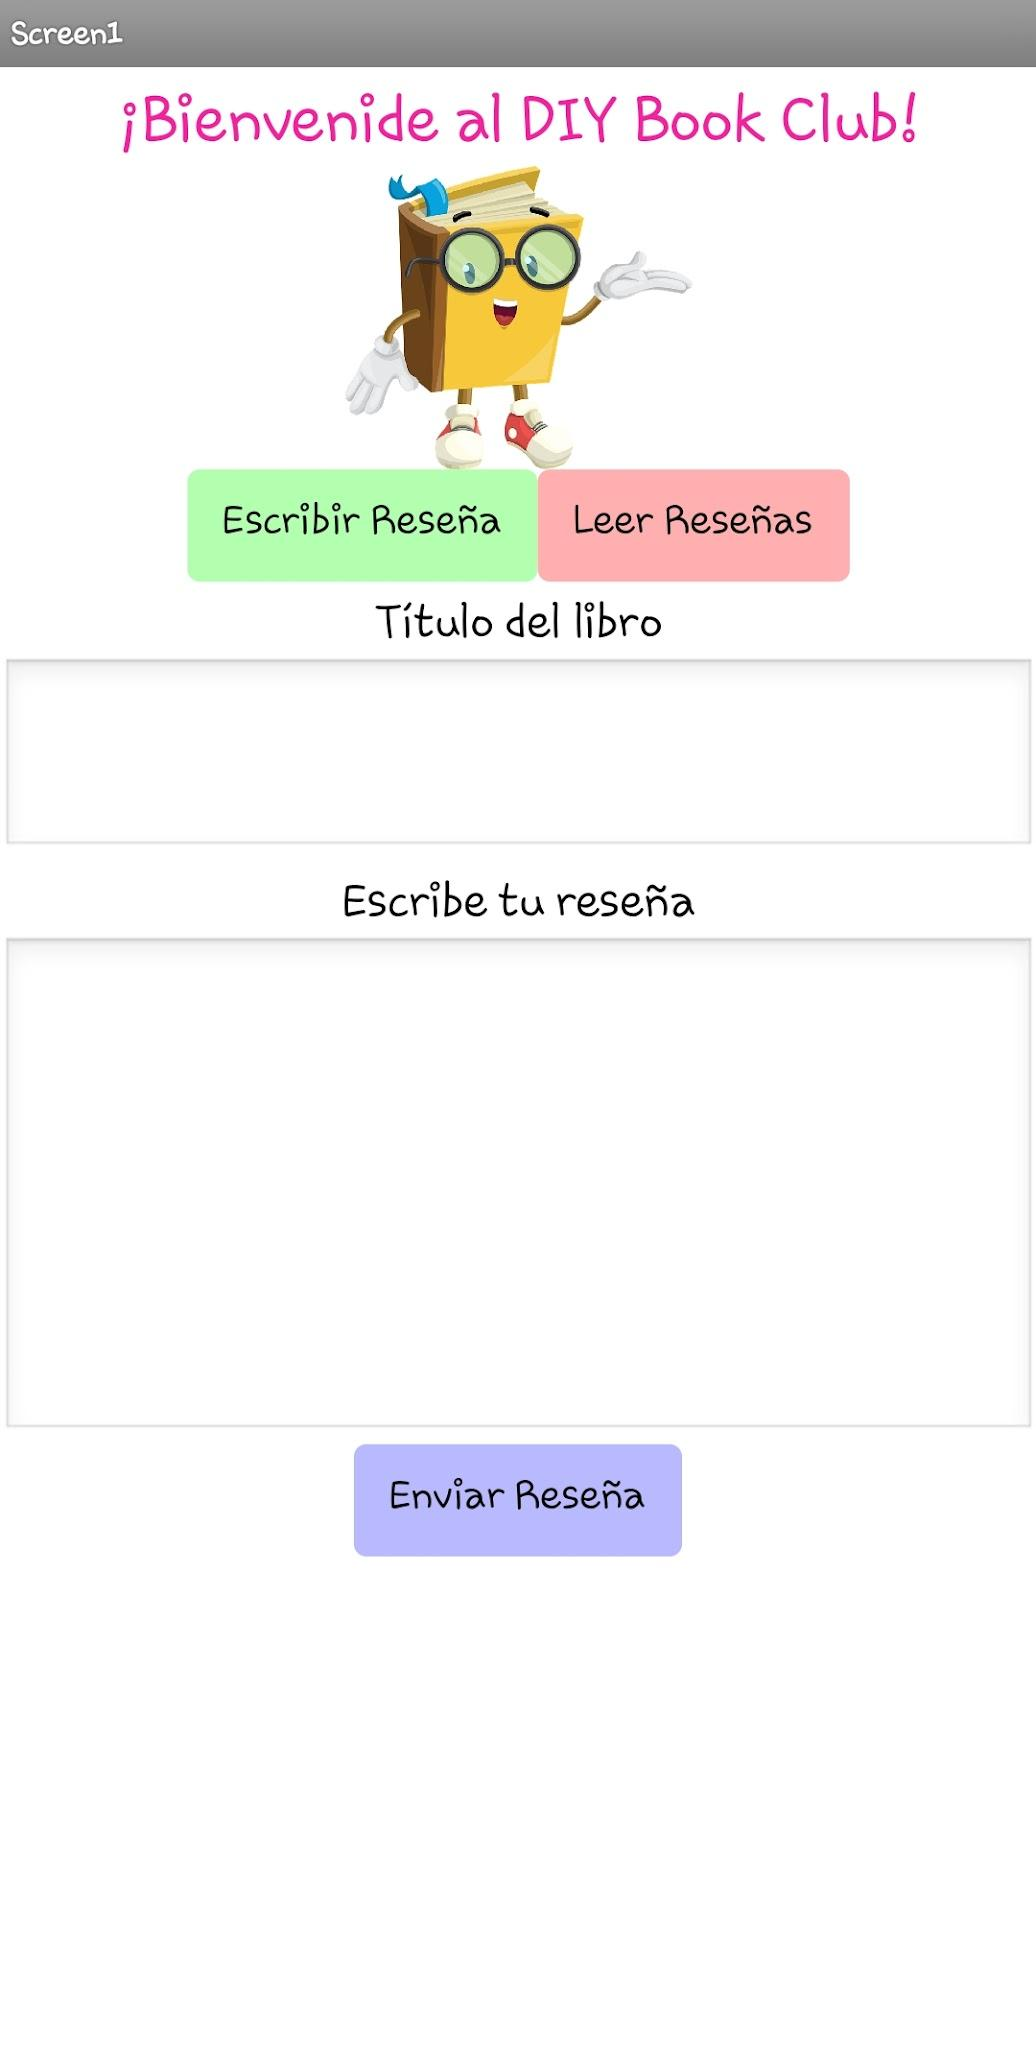 Screen1
¡Bienvenide al DIY Book Club!
Escribir Reseña
Leer Reseñas
Título del libro
Escribe tu reseña
Enviar Reseña